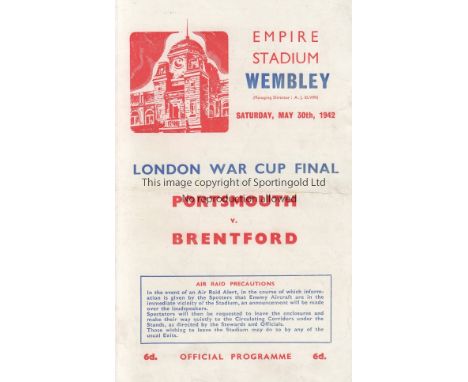 EMPIRE
STADIUM
WEMBLEY
(Managing Director : A. J. ELVIN)
SATURDAY, MAY 30th, 1942
LONDON WAR CUP FINAL
This image copyright of Sportingold Ltd
No reproduction allowed
PORTSMOUTH
v.
BRENTFORD
AIR RAID PRECAUTIONS
In the event of an Air Raid Alert, in the course of which information
is given by the Spotters that Enemy Aircraft are in the
immediate vicinity of the Stadium, an announcement will be made
over the loudspeakers.
Spectators will then be requested to leave the enclosures and
make their way quietly to the Circulating Corridors under the
Stands, as directed by the Stewards and Officials.
Those wishing to leave the Stadium may do so by any of the
usual Exits.
6d. OFFICIAL PROGRAMME 6d.